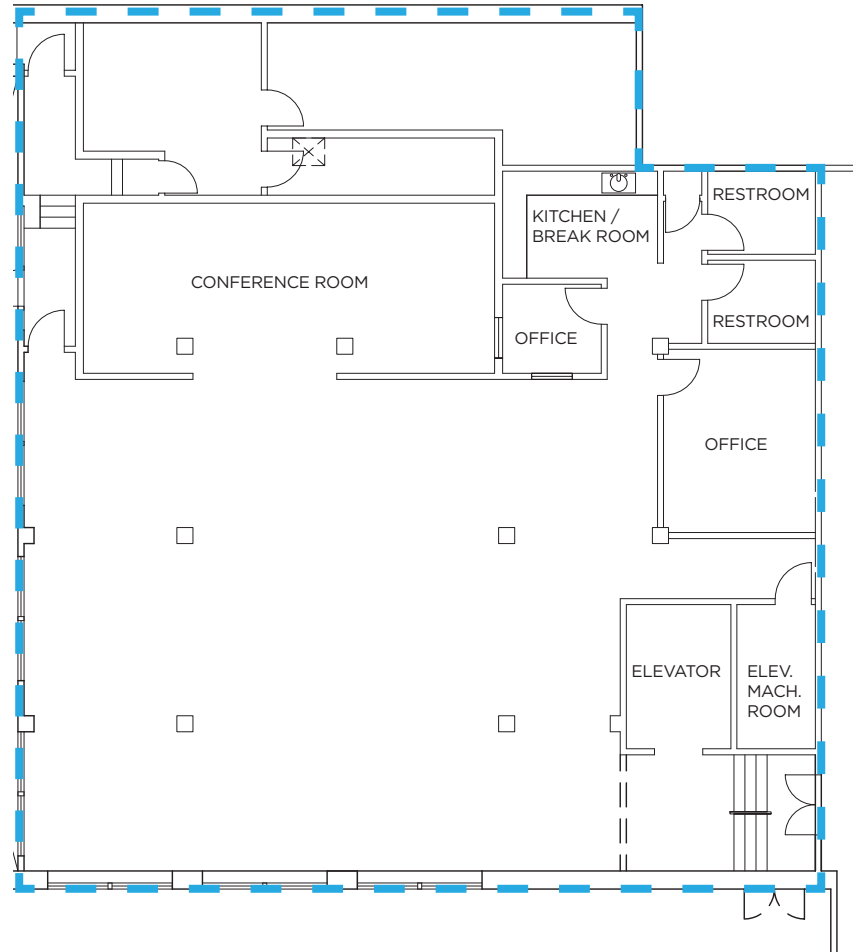 RESTROOM
KITCHEN /
BREAK ROOM
CONFERENCE ROOM
RESTROOM
OFFICE
OFFICE
ELEVATOR
ELEV.
MACH.
ROOM